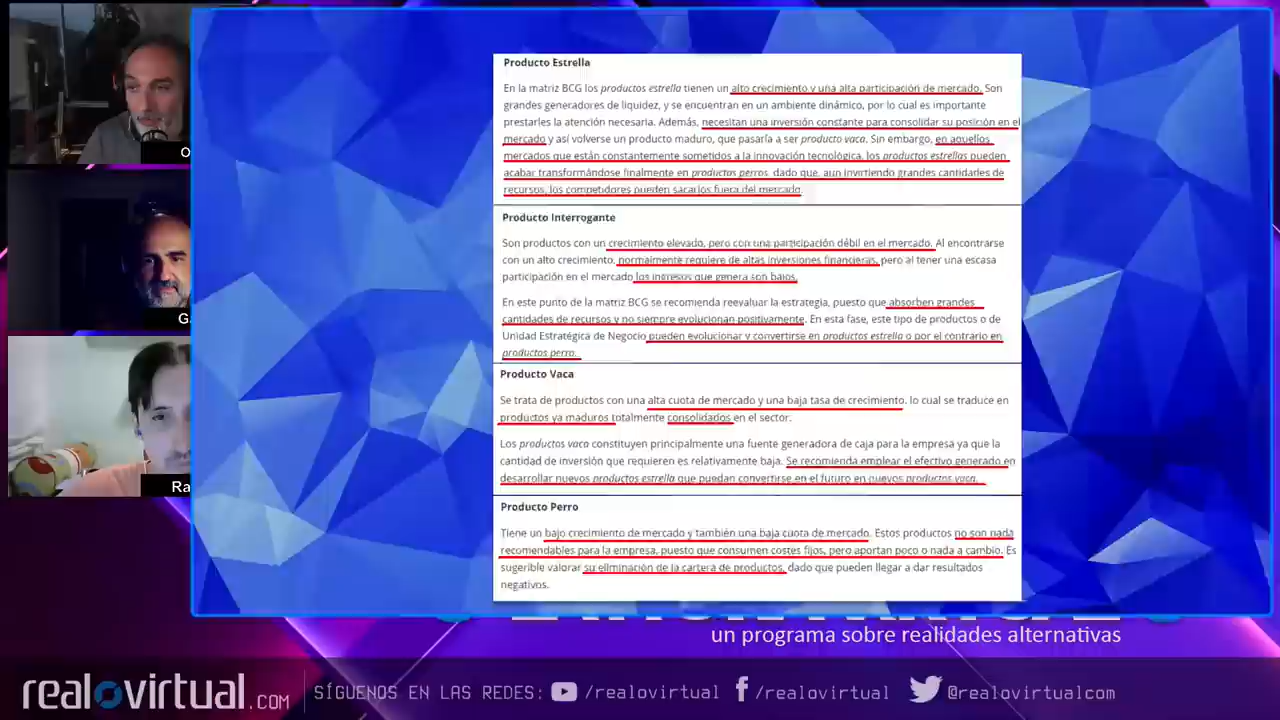 Producto Estrella
En la matriz BCG los productos estrella tienen un alto crecimiento y una alta participación de mercado. Son
grandes generadores de liquidez, y se encuentran en un ambiente dinámico, por lo cual es importante
prestarles la atención necesaria. Además, necesitan una inversión constante para consolidar su posición en el
mercado y así volverse un producto maduro, que pasaría a ser producto vaca. Sin embargo, en aquellos
mercados que están constantemente sometidos a la innovación tecnológica, los productos estrellas pueden
acabar transformándose finalmente en productos perros, dado que, aun invirtiendo grandes cantidades de
recursos, los competidores pueden sacarlos fuera del mercado.
Producto Interrogante
Son productos con un crecimiento elevado, pero con una participación débil en el mercado. Al encontrarse
con un alto crecimiento, normalmente requiere de altas inversiones financieras, pero al tener una escasa
participación en el mercado los ingresos que genera son bajos.
En este punto de la matriz BCG se recomienda reevaluar la estrategia, puesto que absorben grandes
cantidades de recursos y no siempre evolucionan positivamente. En esta fase, este tipo de productos o de
Unidad Estratégica de Negocio pueden evolucionar y convertirse en productos estrella o por el contrario en
productos perro.
Producto Vaca
Se trata de productos con una alta cuota de mercado y una baja tasa de crecimiento, lo cual se traduce en
productos ya maduros totalmente consolidados en el sector.
Los productos vaca constituyen principalmente una fuente generadora de caja para la empresa ya que la
cantidad de inversión que requieren es relativamente baja. Se recomienda emplear el efectivo generado en
desarrollar nuevos productos estrella que puedan convertirse en el futuro en nuevos productos vaca.
Producto Perro
Tiene un bajo crecimiento de mercado y también una baja cuota de mercado. Estos productos no son nada
recomendables para la empresa, puesto que consumen costes fijos, pero aportan poco o nada a cambio. Es
sugerible valorar su eliminación de la cartera de productos, dado que pueden llegar a dar resultados
negativos.
O
Ga
Ra
un programa sobre realidades alternativas
realovirtual.com
SÍGUENOS EN LAS REDES: /realovirtual /realovirtual @realovirtualcom